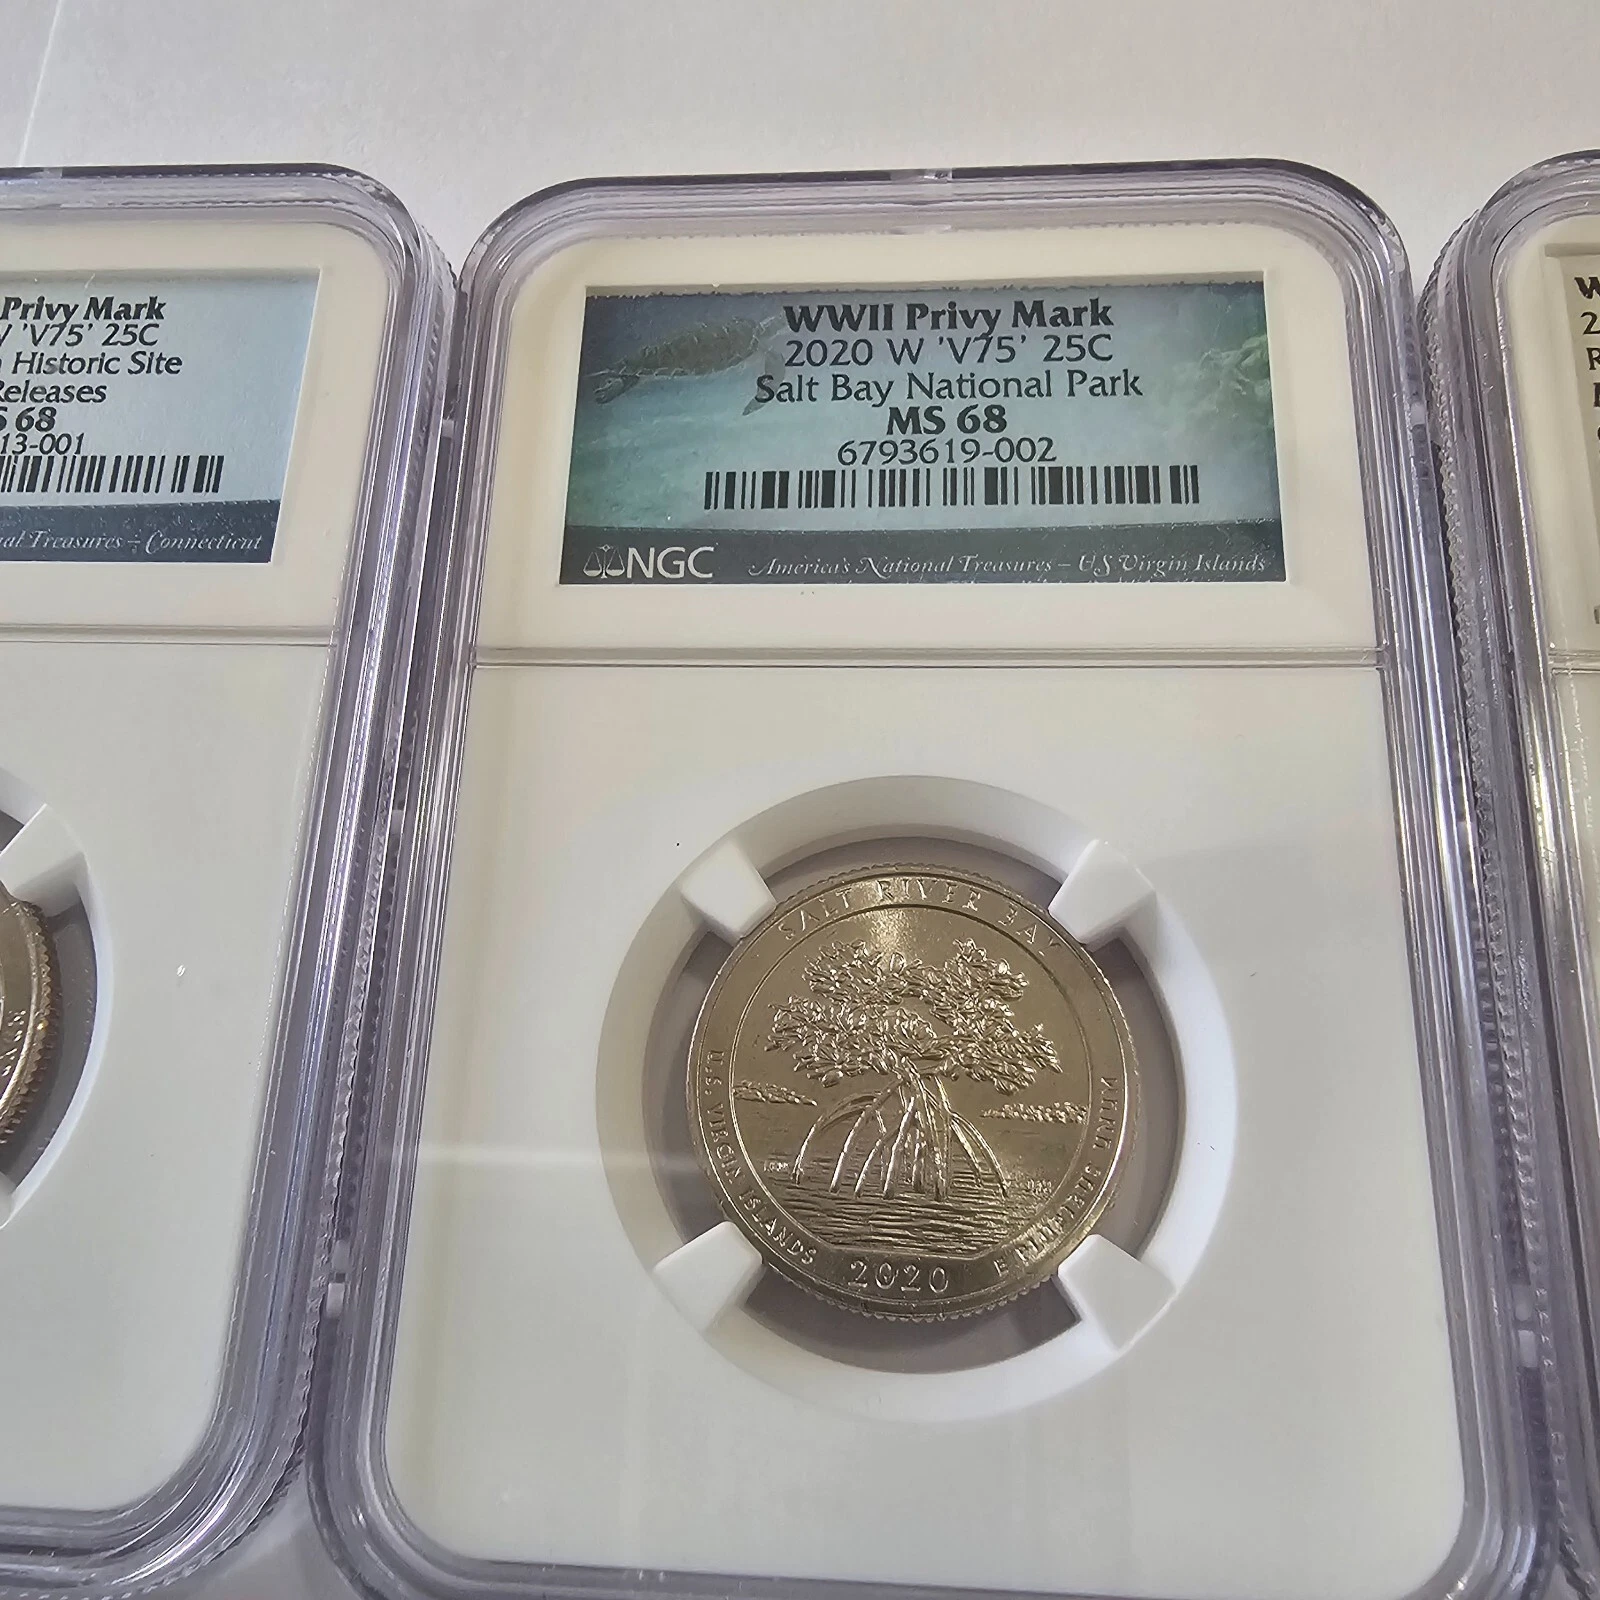 Privy Mark
'V75' 25C
Historic Site
Releases
68
13-001
Treasures – Connecticut
WWII Privy Mark
2020 W 'V75' 25C
Salt Bay National Park
MS 68
6793619-002
NGC
America's National Treasures – US Virgin Islands
SALT RIVER BAY
U.S. VIRGIN ISLANDS
2020
E PLURIBUS UNUM
W
2
R